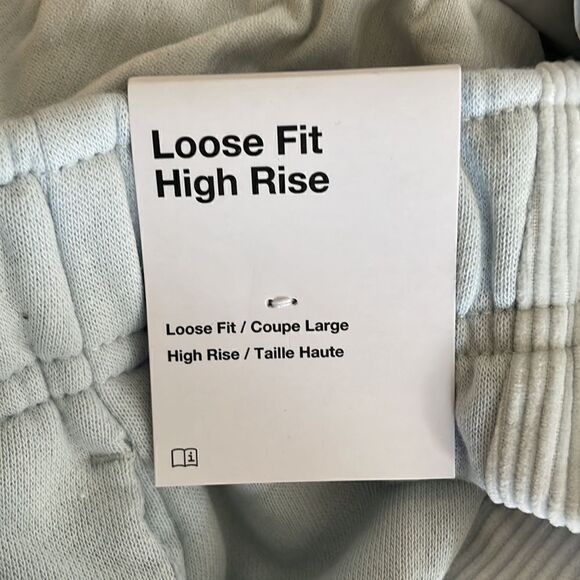 Loose Fit
High Rise
Loose Fit / Coupe Large
High Rise / Taille Haute
i